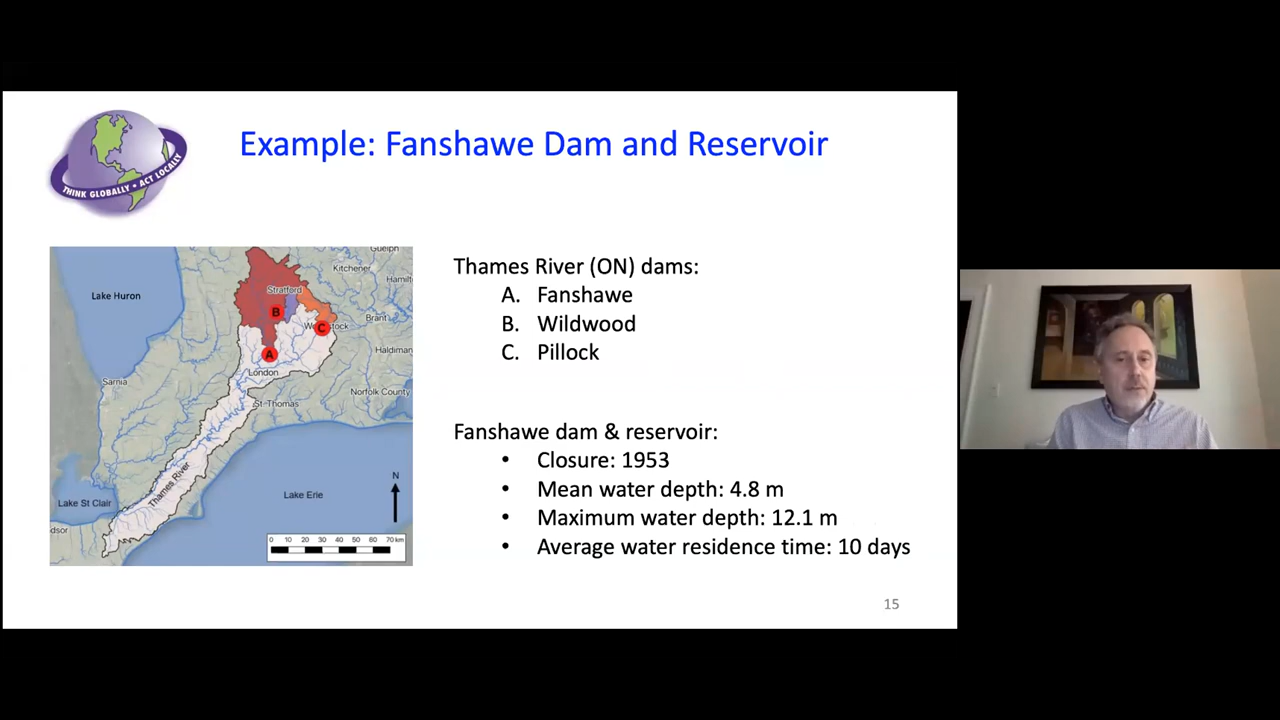 Example: Fanshawe Dam and Reservoir
THINK GLOBALLY • ACT LOCALLY
Guelph
Kitchener
Hamilt
Lake Huron
Stratford
B
Brant
C
A
Haldiman
London
Sarnia
Norfolk County
St. Thomas
Thames River
N
Lake Erie
Lake St Clair
dsor
0 10 20 30 40 50 60 70 km
Thames River (ON) dams:
A. Fanshawe
B. Wildwood
C. Pillock
Fanshawe dam & reservoir:
• Closure: 1953
• Mean water depth: 4.8 m
• Maximum water depth: 12.1 m
• Average water residence time: 10 days
15